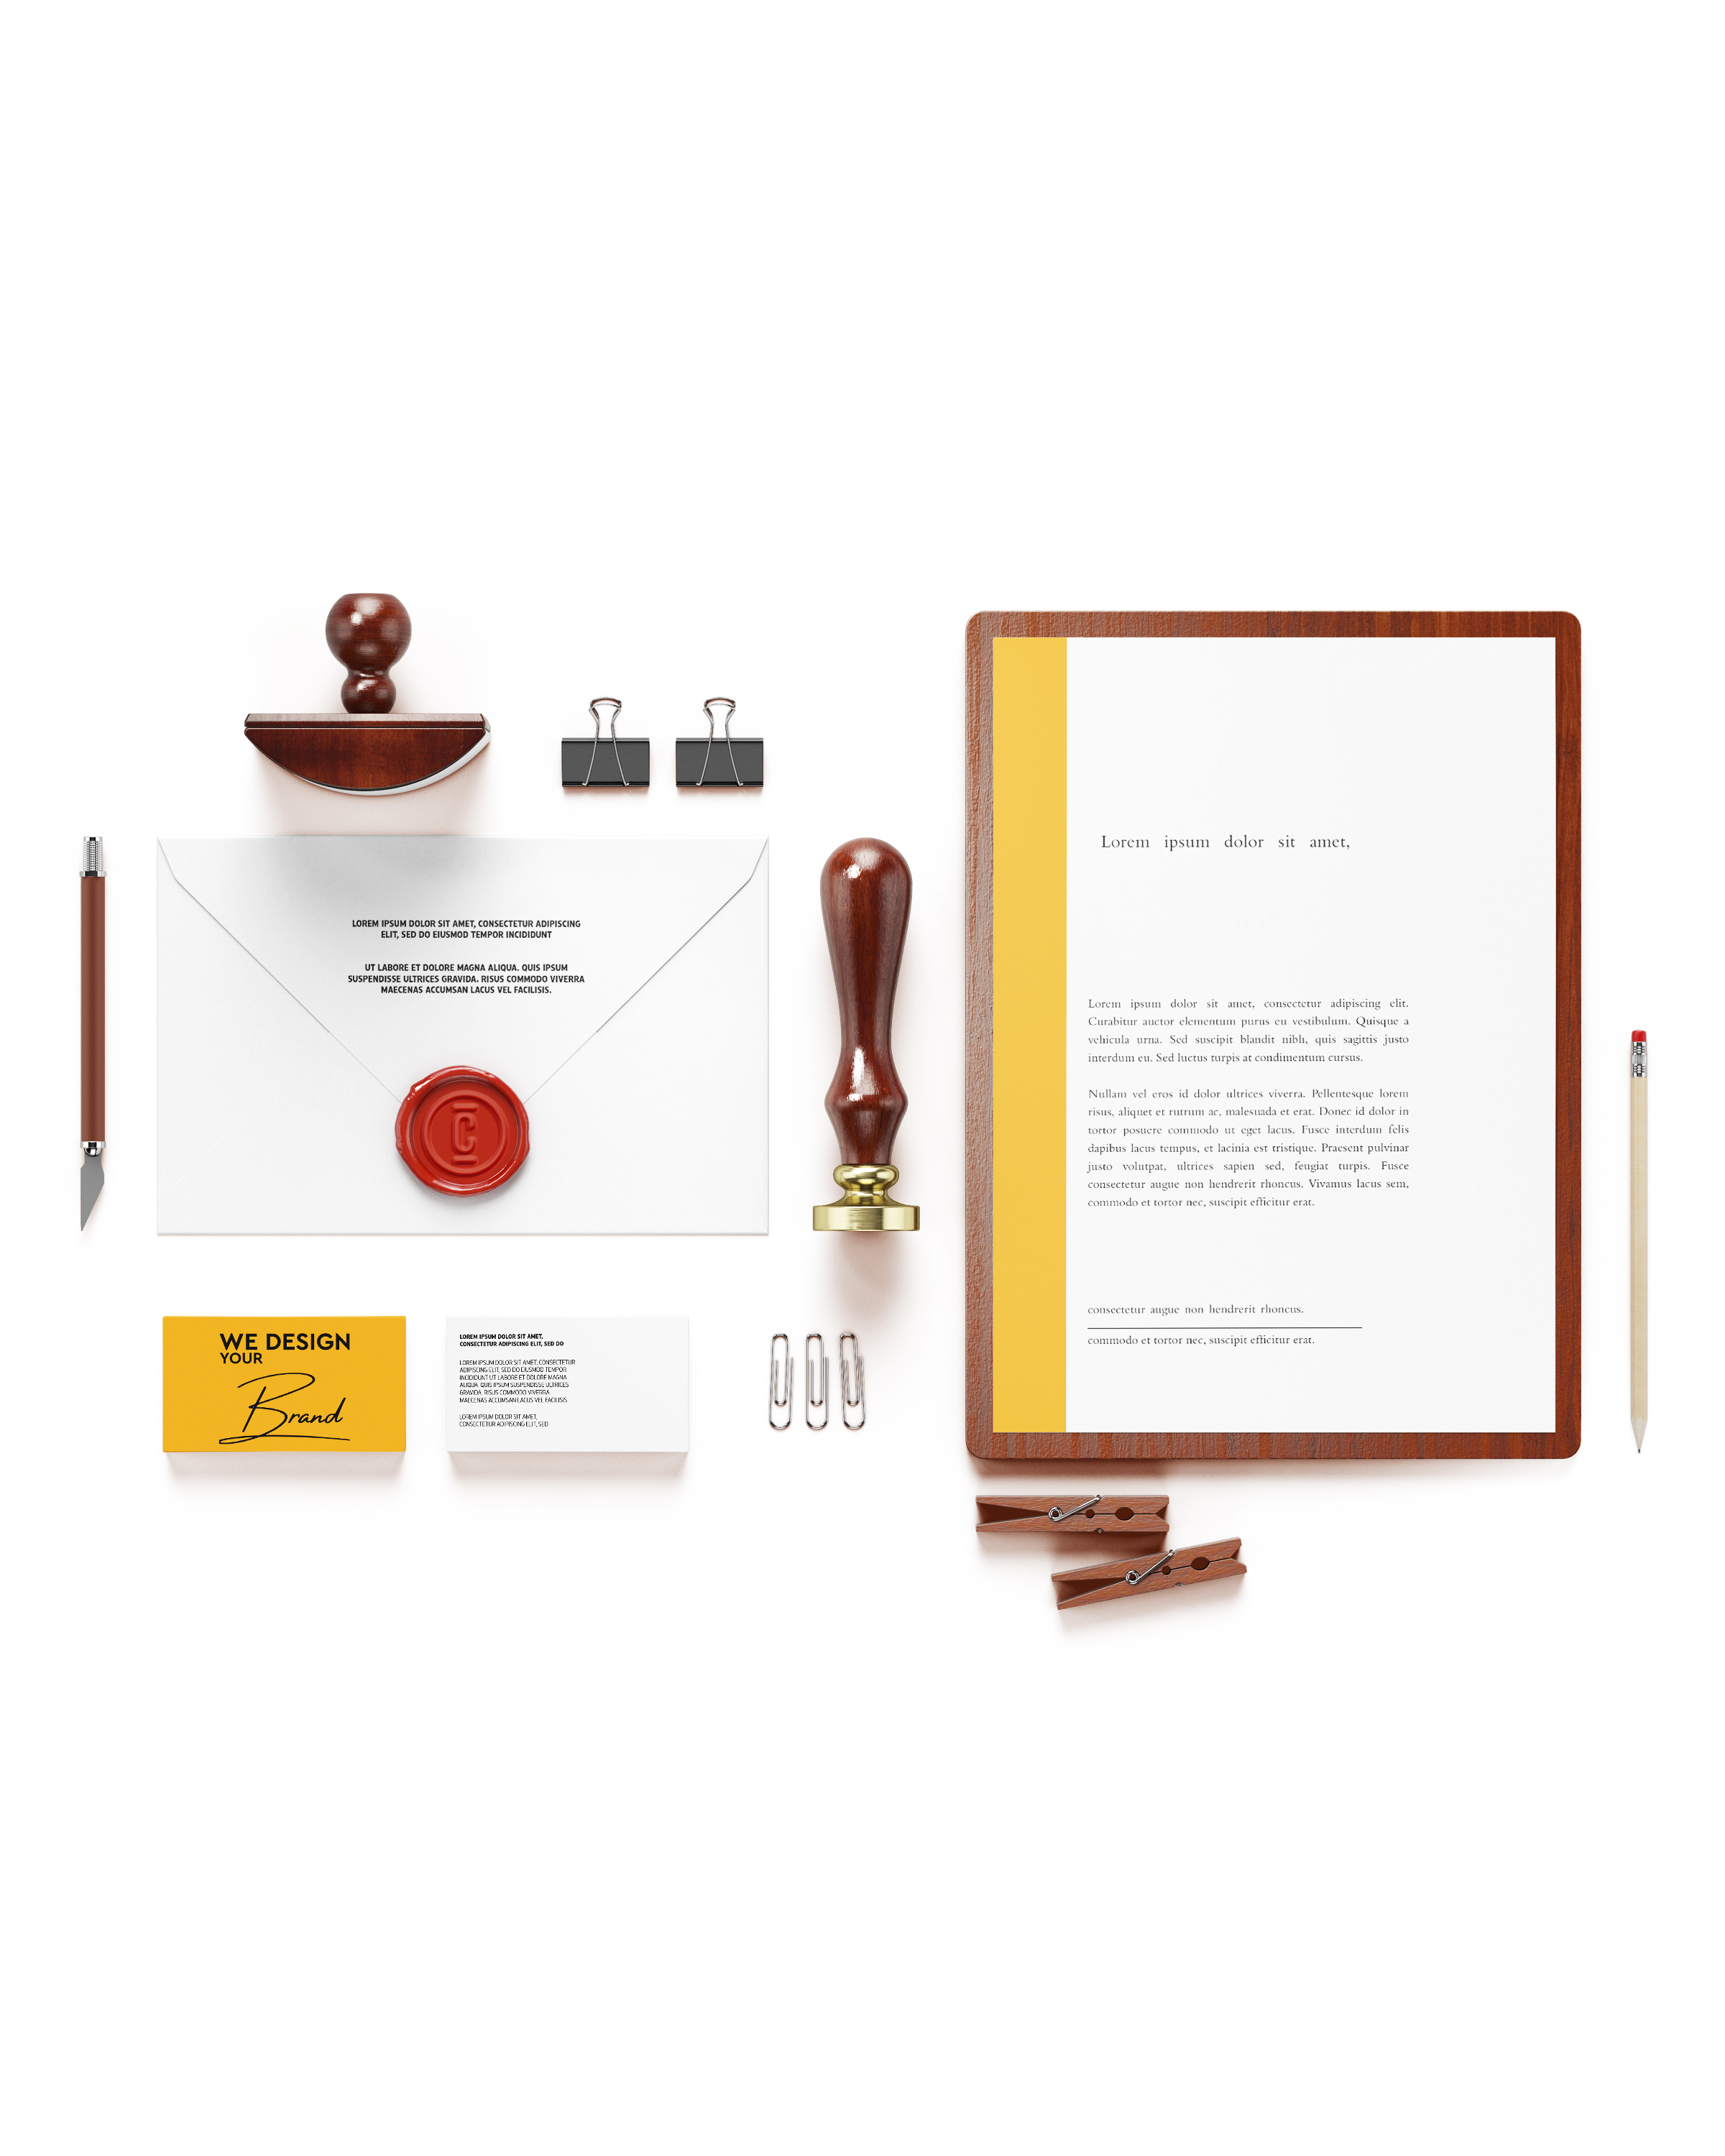 LOREM IPSUM DOLOR SIT AMET, CONSECTETUR ADIPISCING
ELIT, SED DO EIUSMOD TEMPOR INCIDIDUNT
UT LABORE ET DOLORE MAGNA ALIQUA. QUIS IPSUM
SUSPENDISSE ULTRICES GRAVIDA. RISUS COMMODO VIVERRA
MAECENAS ACCUMSAN LACUS VEL FACILISIS.
C
WE DESIGN
YOUR
Brand
LOREM IPSUM DOLOR SIT AMET,
CONSECTETUR ADIPISCING ELIT, SED DO
LOREM IPSUM DOLOR SIT AMET, CONSECTETUR
ADIPISCING ELIT, SED DO EIUSMOD TEMPOR
INCIDIDUNT UT LABORE ET DOLORE MAGNA
ALIQUA. QUIS IPSUM SUSPENDISSE ULTRICES
GRAVIDA. RISUS COMMODO VIVERRA
MAECENAS ACCUMSAN LACUS VEL FACILISIS.
LOREM IPSUM DOLOR SIT AMET,
CONSECTETUR ADIPISCING ELIT, SED
Lorem ipsum dolor sit amet,
Lorem ipsum dolor sit amet, consectetur adipiscing elit.
Curabitur auctor elementum purus eu vestibulum. Quisque a
vehicula urna. Sed suscipit blandit nibh, quis sagittis justo
interdum eu. Sed luctus turpis at condimentum cursus.
Nullam vel eros id dolor ultrices viverra. Pellentesque lorem
risus, aliquet et rutrum ac, malesuada et erat. Donec id dolor in
tortor posuere commodo ut eget lacus. Fusce interdum felis
dapibus lacus tempus, et lacinia est tristique. Praesent pulvinar
justo volutpat, ultrices sapien sed, feugiat turpis. Fusce
consectetur augue non hendrerit rhoncus. Vivamus lacus sem,
commodo et tortor nec, suscipit efficitur erat.
consectetur augue non hendrerit rhoncus.
commodo et tortor nec, suscipit efficitur erat.